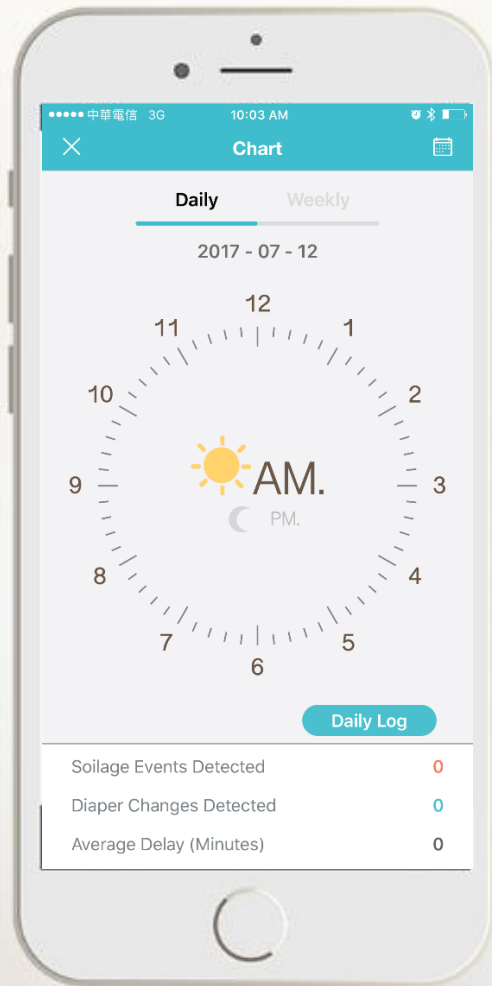 中華電信 3G 10:03 AM
Chart
Daily Weekly
2017 - 07 - 12
12
11 1
10 2
9 3
8 4
7 5
6
AM.
PM.
Daily Log
Soilage Events Detected 0
Diaper Changes Detected 0
Average Delay (Minutes) 0